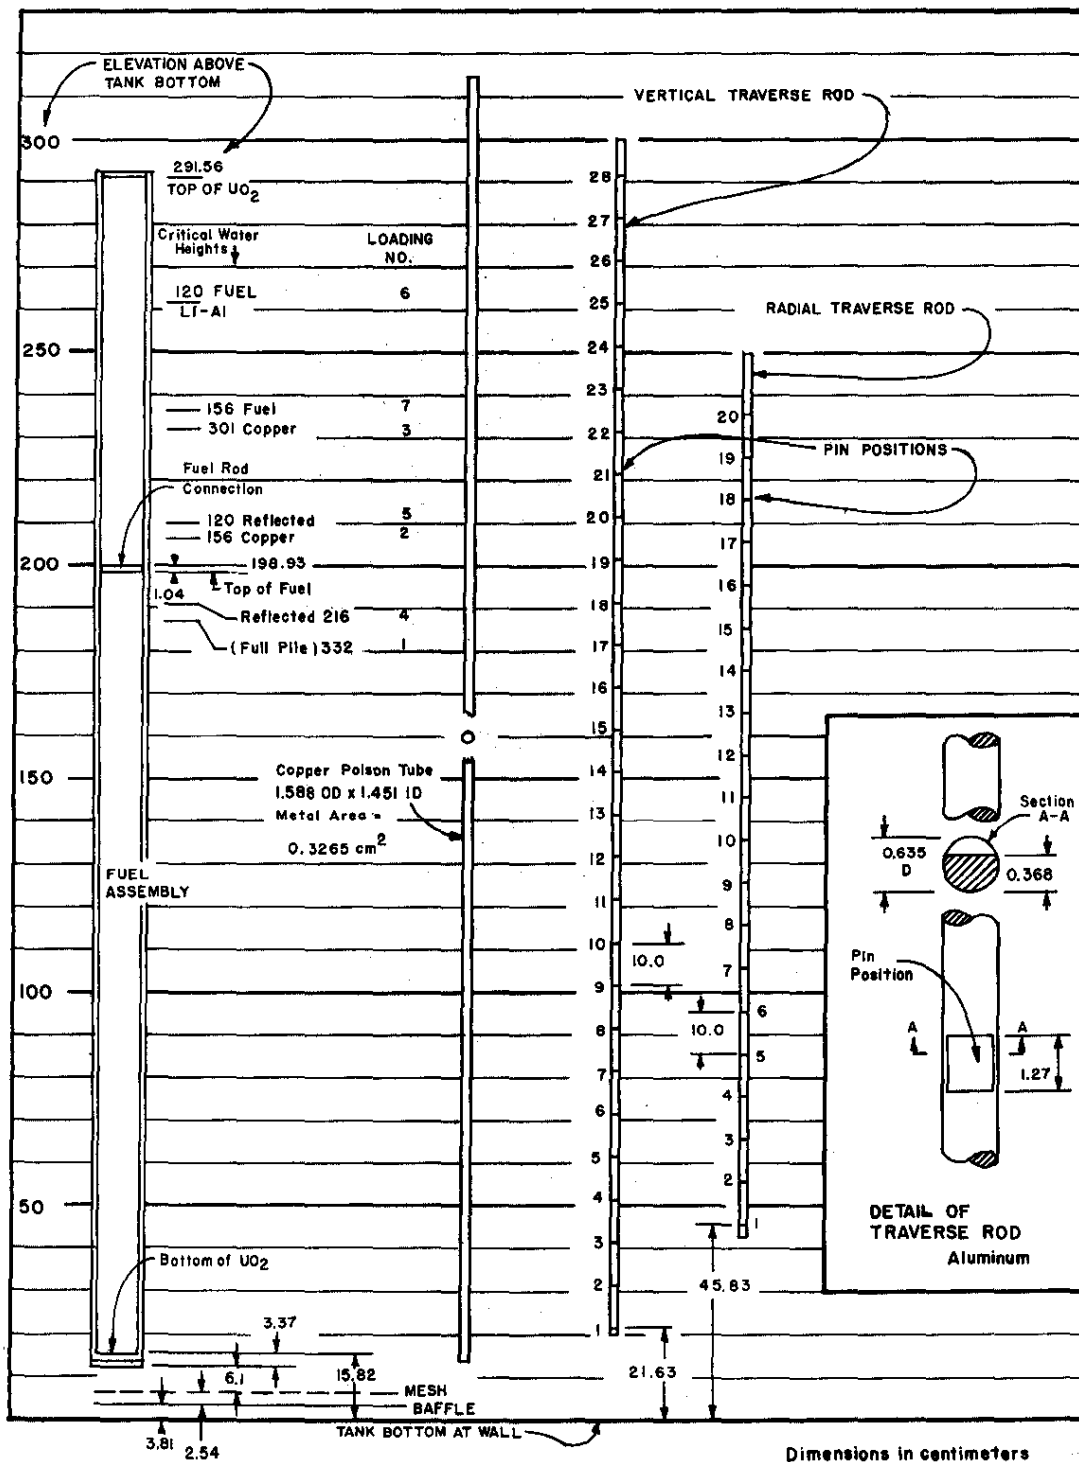 ELEVATION ABOVE
TANK BOTTOM
VERTICAL TRAVERSE ROD
300
291.56
TOP OF UO2
28
27
Critical Water
Heights
LOADING
NO.
26
120 FUEL
LI-Al
6
25
RADIAL TRAVERSE ROD
250
24
23
156 Fuel
7
20
301 Copper
3
22
PIN POSITIONS
19
Fuel Rod
Connection
21
18
120 Reflected
5
20
156 Copper
2
17
200
198.93
19
16
1.04
Top of Fuel
18
Reflected 216
4
15
(Full Pile) 332
1
17
14
16
13
15
12
150
14
Copper Poison Tube
1.588 OD x 1.451 ID
Metal Area =
0.3265 cm2
11
13
10
12
9
FUEL
ASSEMBLY
11
8
10
10.0
7
100
9
6
8
10.0
5
7
4
6
3
5
2
50
4
1
3
Bottom of UO2
2
45.83
3.37
1
15.82
21.63
6.1
MESH
BAFFLE
TANK BOTTOM AT WALL
3.81
2.54
Section
A-A
0.635
D
0.368
Pin
Position
A
A
1.27
DETAIL OF
TRAVERSE ROD
Aluminum
Dimensions in centimeters